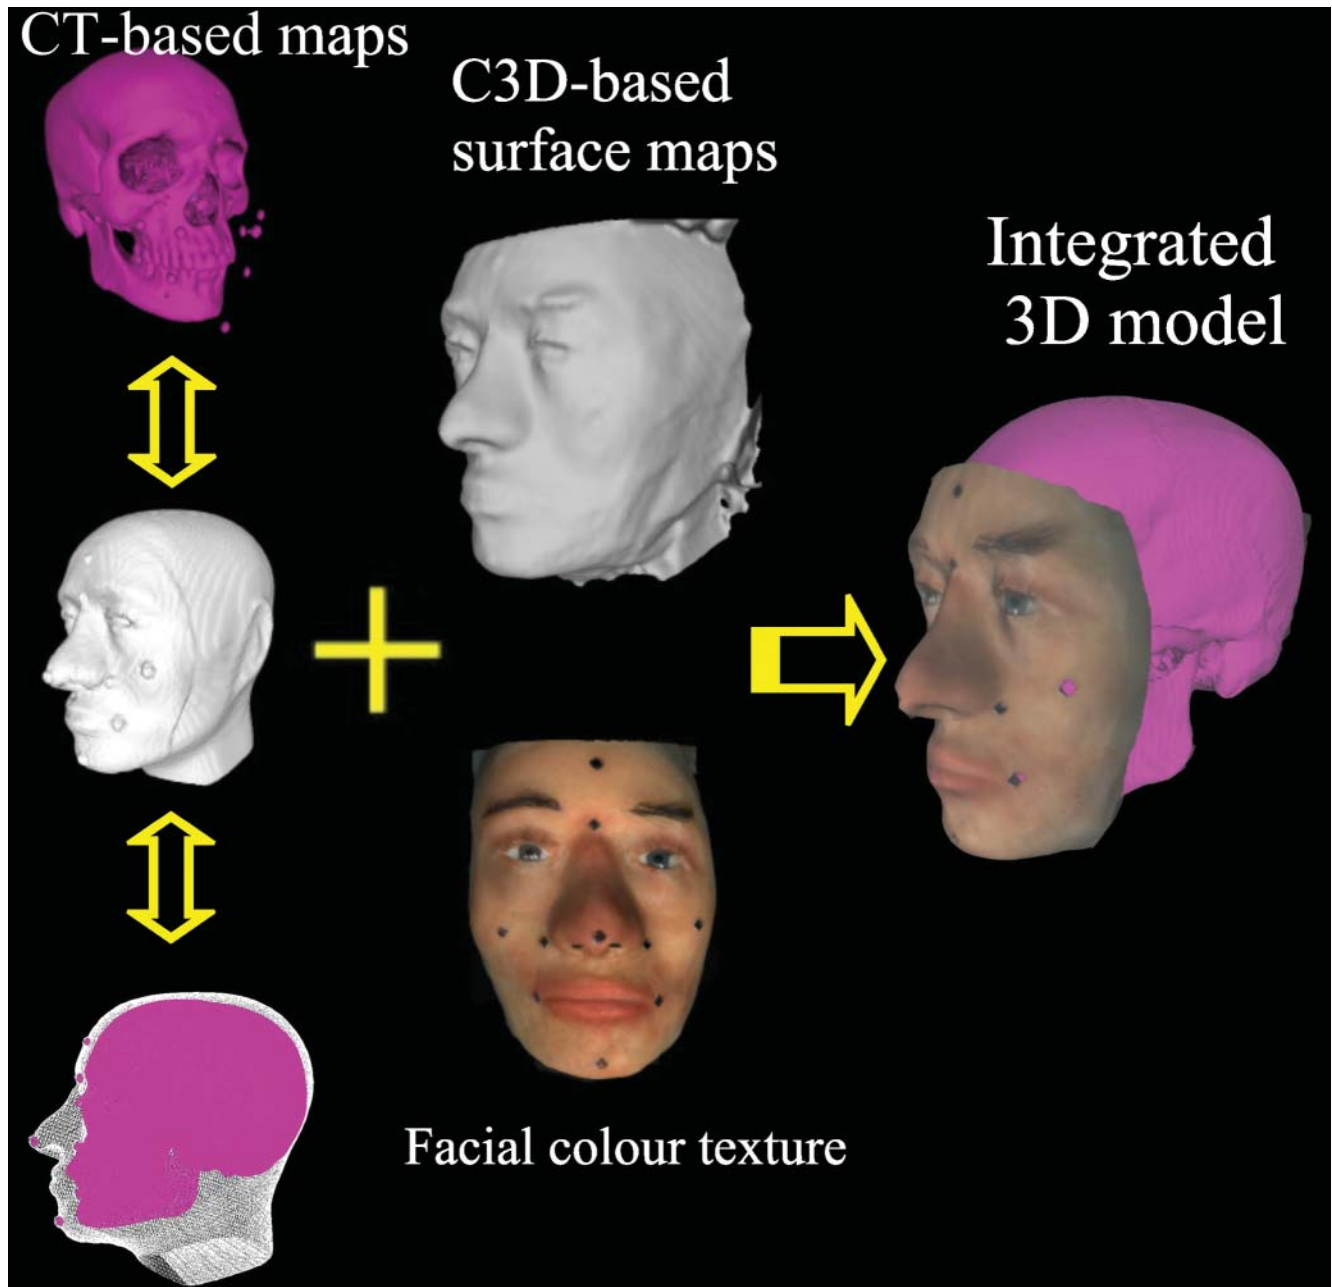 CT-based maps
C3D-based
surface maps
Integrated
3D model
Facial colour texture